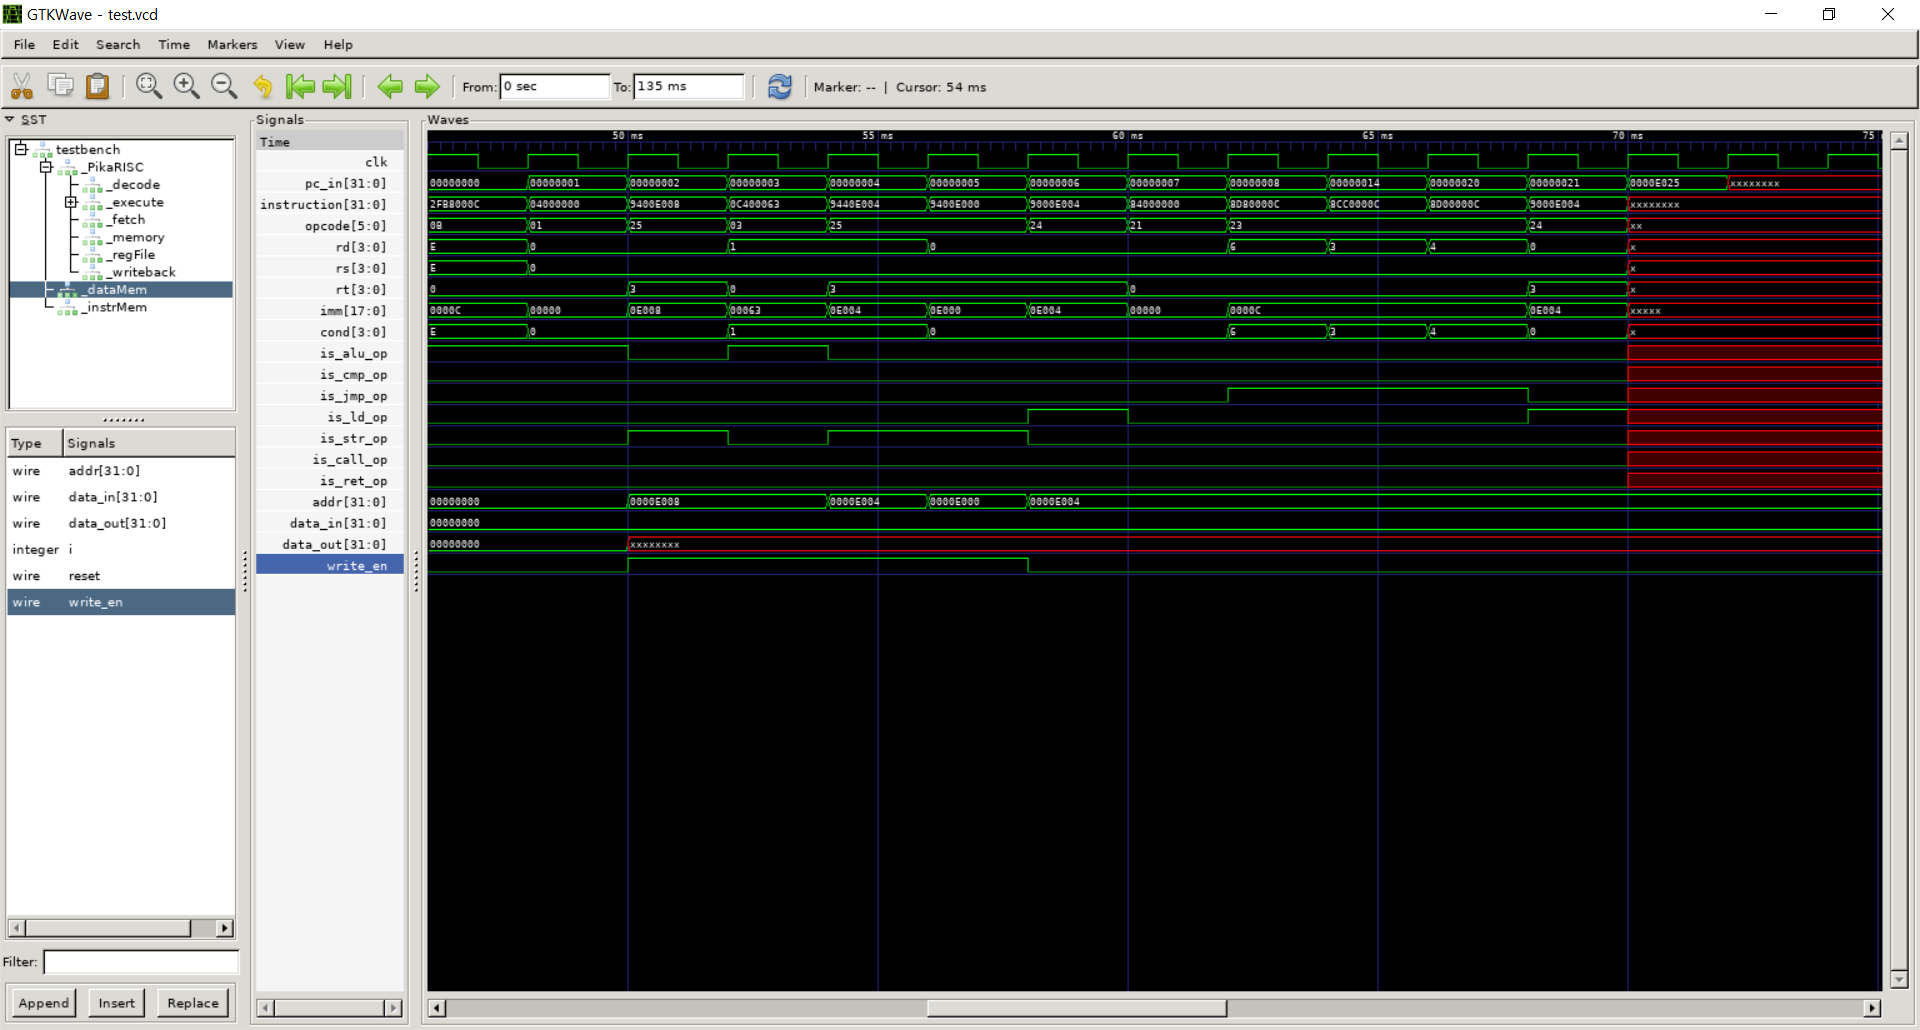 GTKWave - test.vcd
File Edit Search Time Markers View Help
From: 0 sec To: 135 ms Marker: -- | Cursor: 54 ms
SST
testbench
_PikaRISC
_decode
_execute
_fetch
_memory
_regFile
_writeback
_dataMem
_instrMem
Type Signals
wire addr[31:0]
wire data_in[31:0]
wire data_out[31:0]
integer i
wire reset
wire write_en
Filter:
Append Insert Replace
Signals
Time
clk
pc_in[31:0]
instruction[31:0]
opcode[5:0]
rd[3:0]
rs[3:0]
rt[3:0]
imm[17:0]
cond[3:0]
is_alu_op
is_cmp_op
is_jmp_op
is_ld_op
is_str_op
is_call_op
is_ret_op
addr[31:0]
data_in[31:0]
data_out[31:0]
write_en
Waves
50 ms 55 ms 60 ms 65 ms 70 ms 75
00000000 00000001 00000002 00000003 00000004 00000005 00000006 00000007 00000008 00000014 00000020 00000021 0000E025 xxxxxxxx
2FB8000C 04000000 9400E008 0C400063 9440E004 9400E000 9000E004 84000000 8D80000C 8CC0000C 8D00000C 9000E004 xxxxxxxx
0B 01 25 03 25 24 21 23 24 xx
E 0 1 0 6 3 4 0 x
E 0 x
0 3 0 3 0 3 x
0000C 00000 0E008 00063 0E004 0E000 0E004 00000 0000C 0E004 xxxxx
E 0 1 0 6 3 4 0 x
00000000 0000E008 0000E004 0000E000 0000E004
00000000
00000000 xxxxxxxx